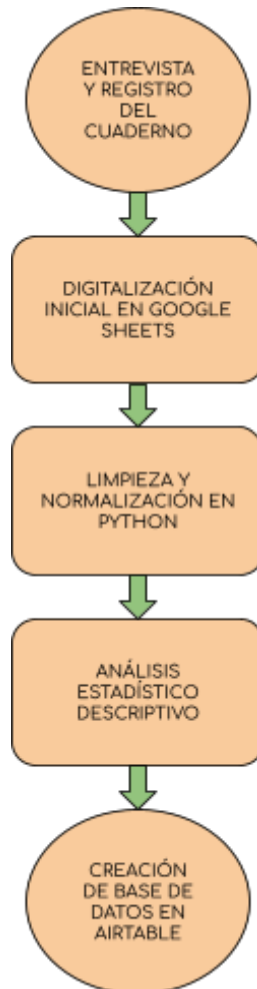 ENTREVISTA
Y REGISTRO
DEL
CUADERNO
DIGITALIZACIÓN
INICIAL EN GOOGLE
SHEETS
LIMPIEZA Y
NORMALIZACIÓN EN
PYTHON
ANÁLISIS
ESTADÍSTICO
DESCRIPTIVO
CREACIÓN
DE BASE DE
DATOS EN
AIRTABLE